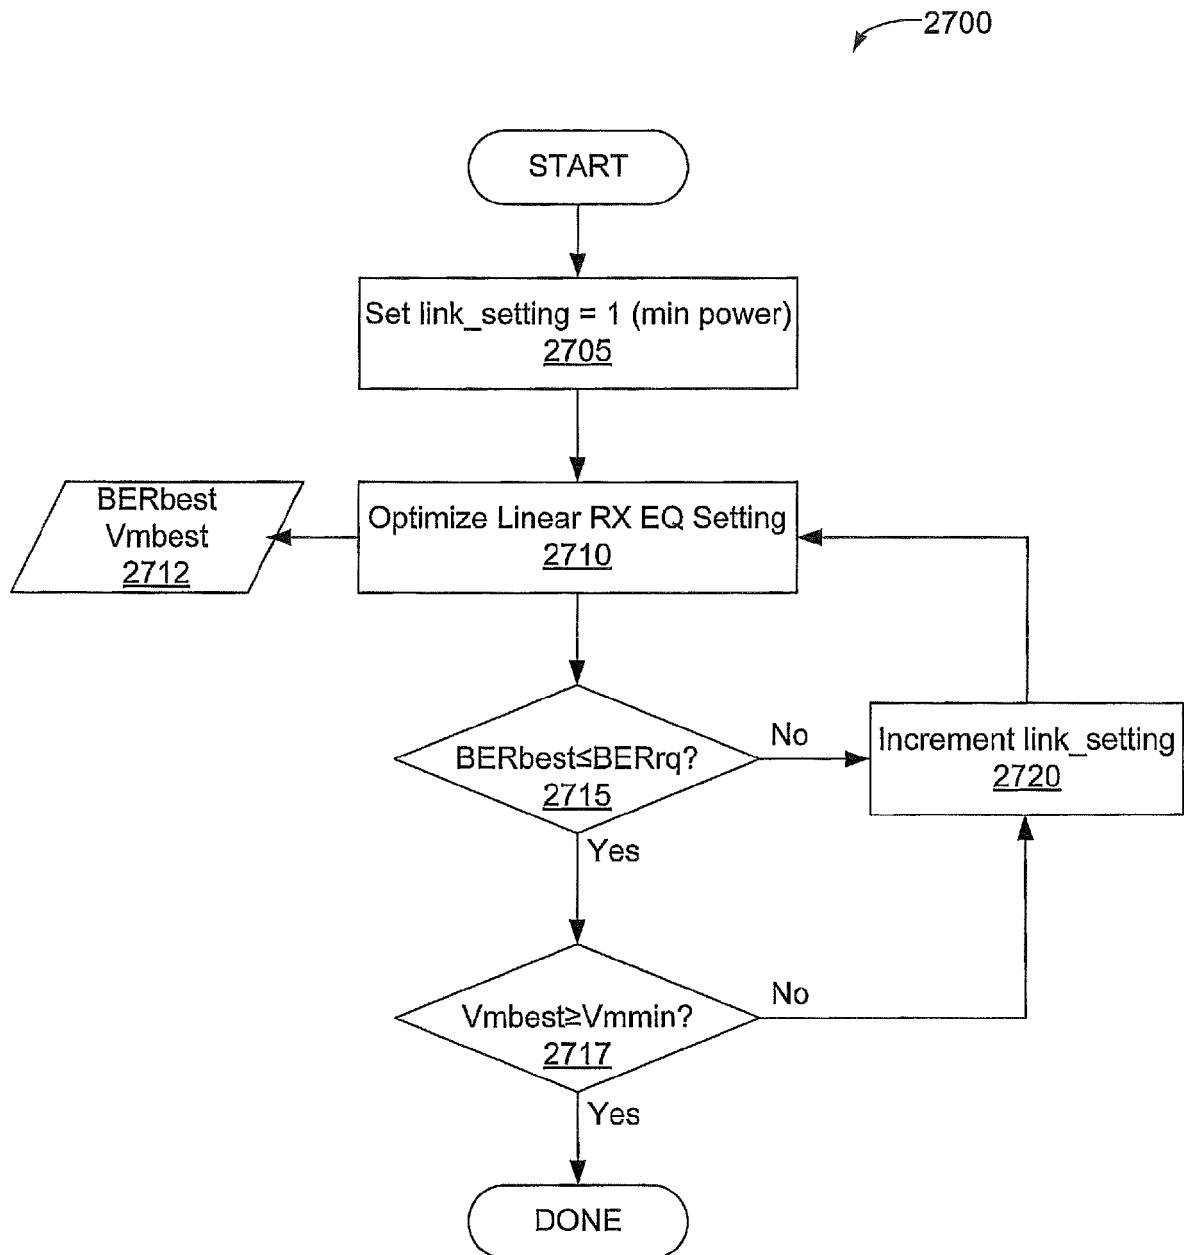 2700
START
Set link_setting = 1 (min power)
2705
BERbest
Vmbest
2712
Optimize Linear RX EQ Setting
2710
BERbest≤BERrq?
2715
No
Increment link_setting
2720
Yes
Vmbest≥Vmmin?
2717
No
Yes
DONE